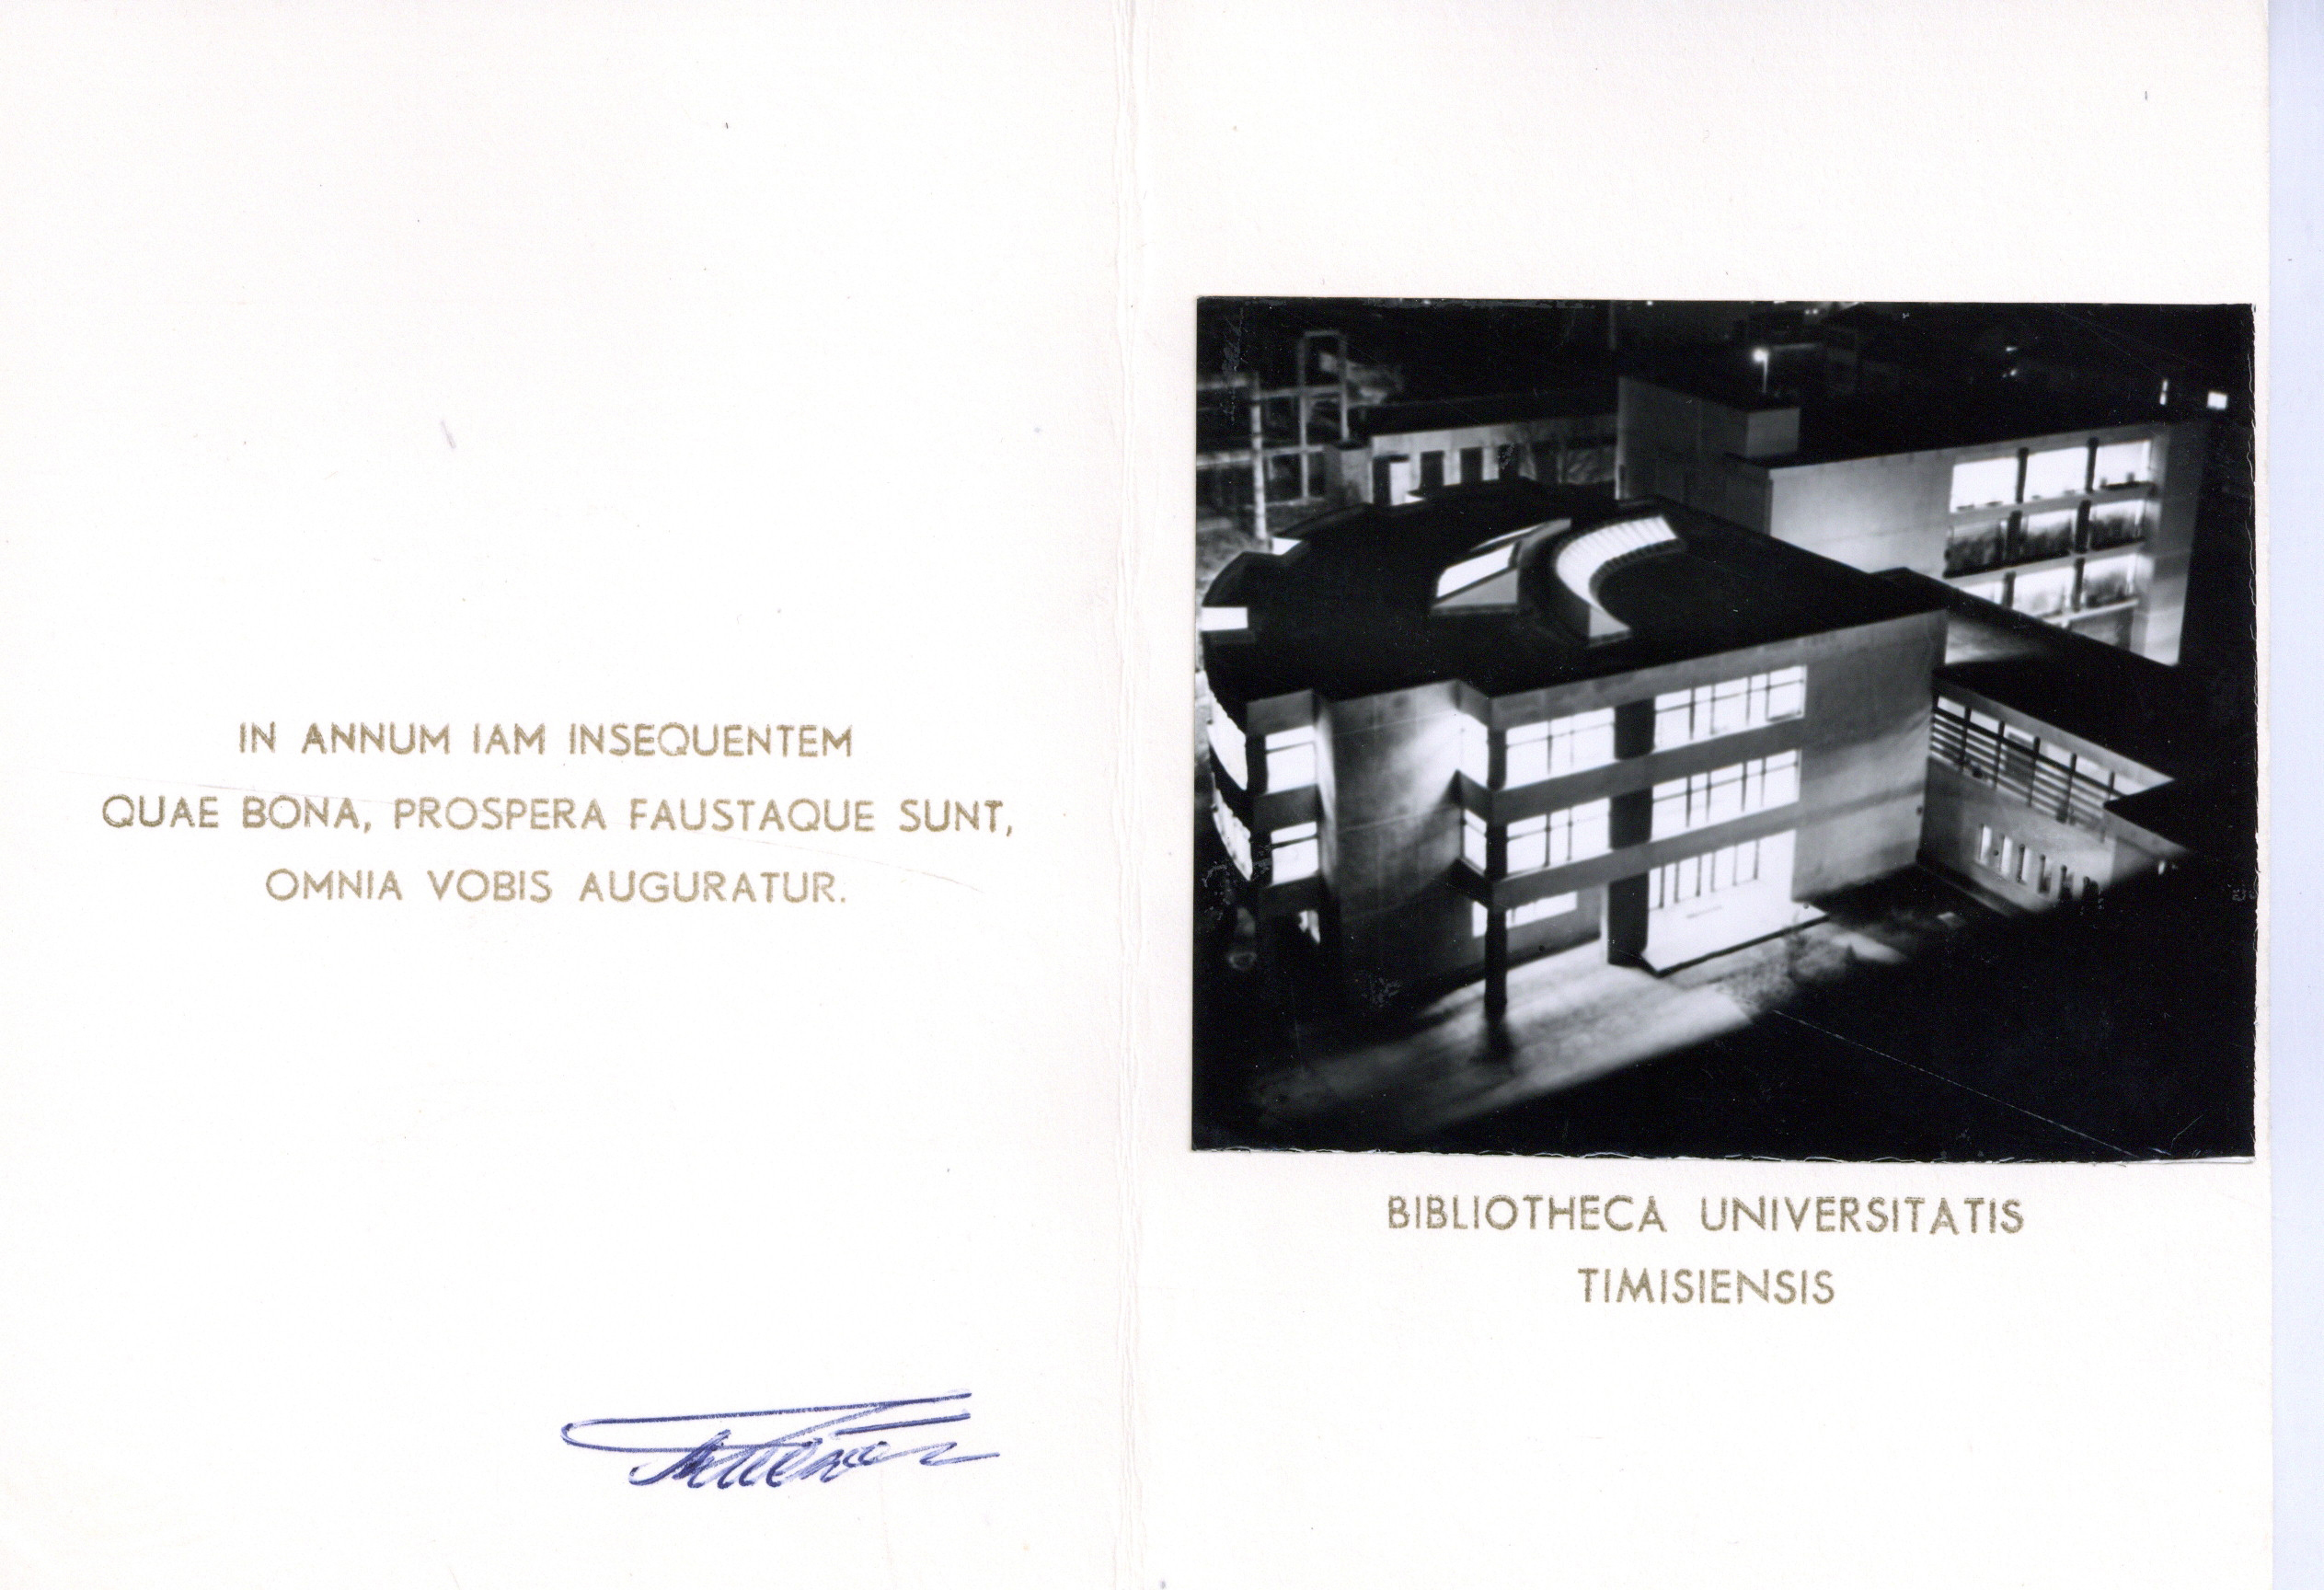 IN ANNUM IAM INSEQUENTEM
QUAE BONA, PROSPERA FAUSTAQUE SUNT,
OMNIA VOBIS AUGURATUR.
BIBLIOTHECA UNIVERSITATIS
TIMISIENSIS